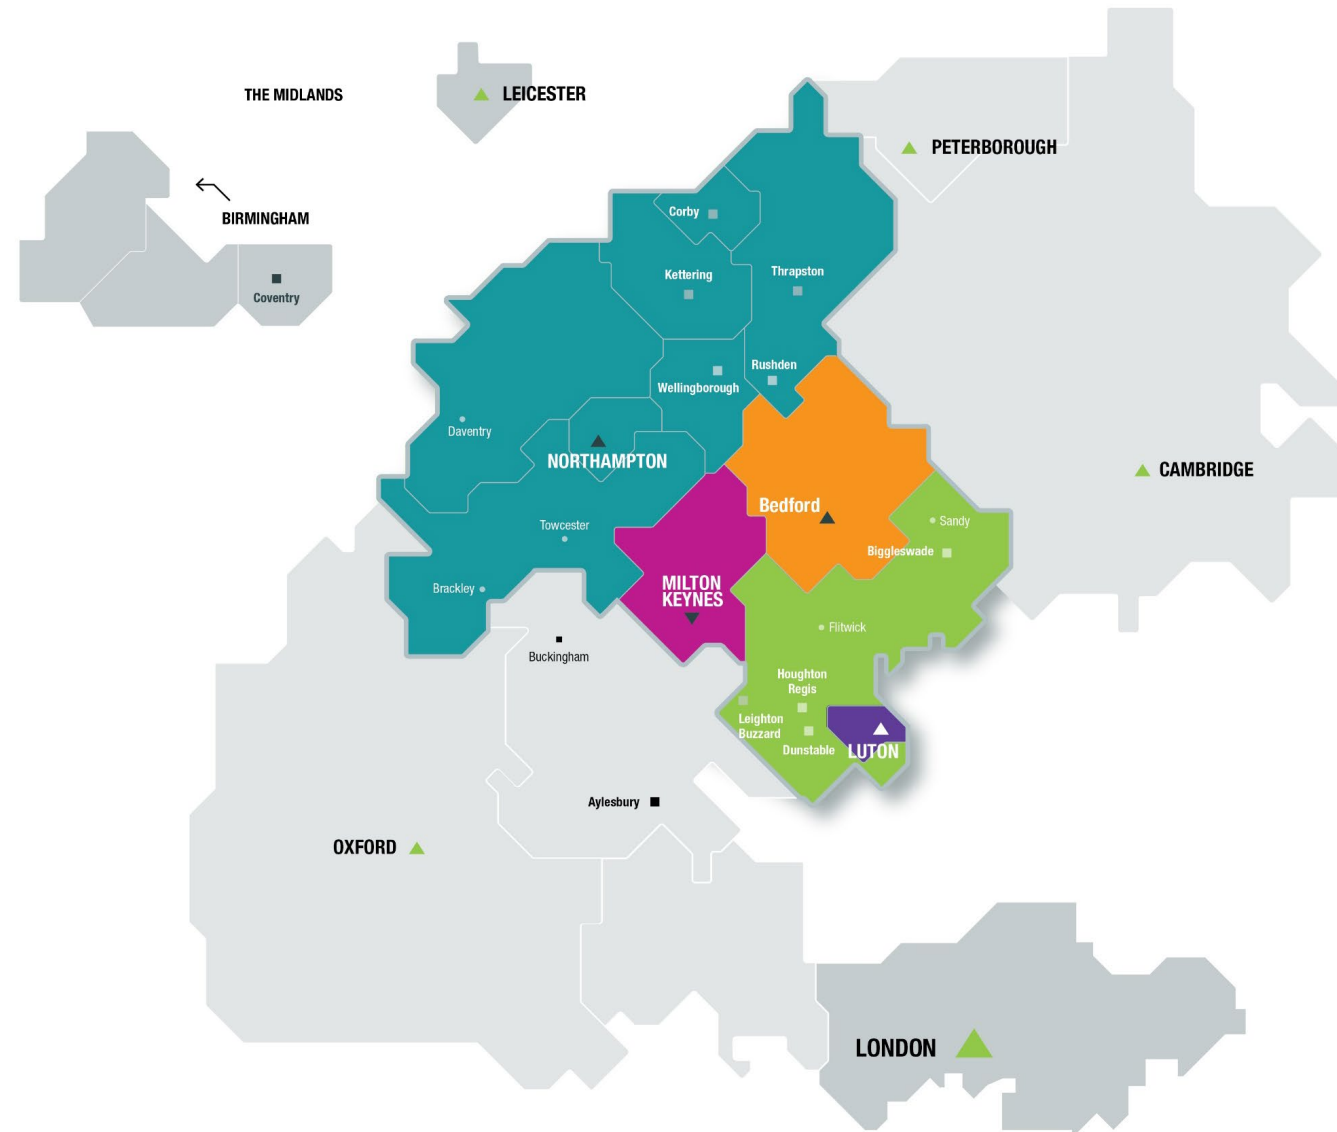 THE MIDLANDS
LEICESTER
PETERBOROUGH
BIRMINGHAM
Corby
Kettering
Thrapston
Coventry
Rushden
Wellingborough
Daventry
NORTHAMPTON
CAMBRIDGE
Bedford
Towcester
Sandy
Biggleswade
MILTON
KEYNES
Brackley
Flitwick
Buckingham
Houghton
Regis
Leighton
Buzzard
Dunstable
LUTON
Aylesbury
OXFORD
LONDON